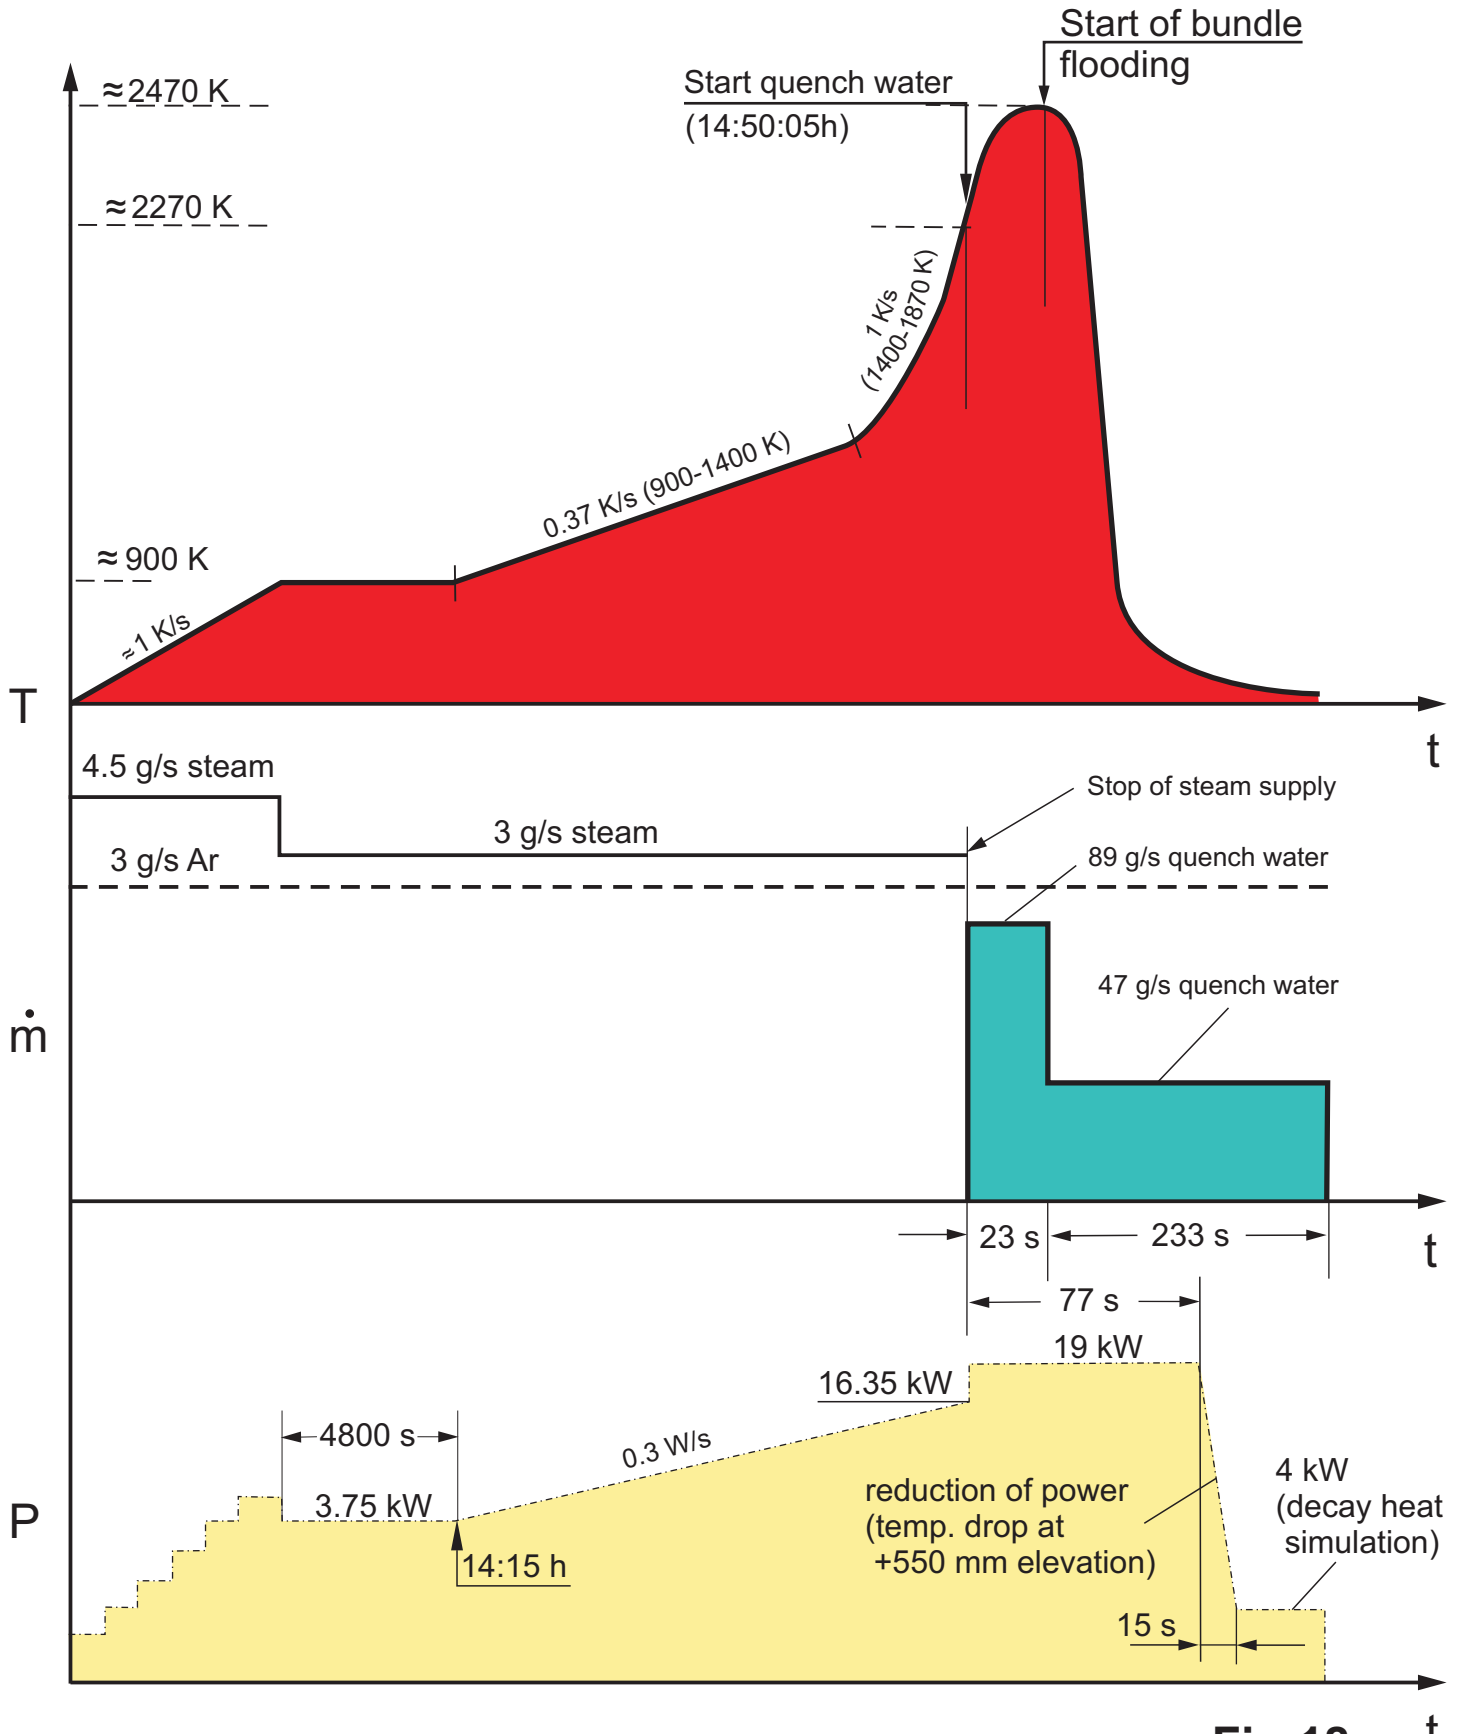 Start of bundle
flooding
≈2470 K
Start quench water
(14:50:05h)
≈2270 K
1 K/s
(1400-1870 K)
0.37 K/s (900-1400 K)
≈900 K
≈1 K/s
T
t
4.5 g/s steam
Stop of steam supply
3 g/s steam
3 g/s Ar
89 g/s quench water
47 g/s quench water
ṁ
23 s
233 s
t
77 s
19 kW
16.35 kW
4800 s
0.3 W/s
3.75 kW
4 kW
(decay heat
simulation)
reduction of power
(temp. drop at
+550 mm elevation)
P
14:15 h
15 s
t